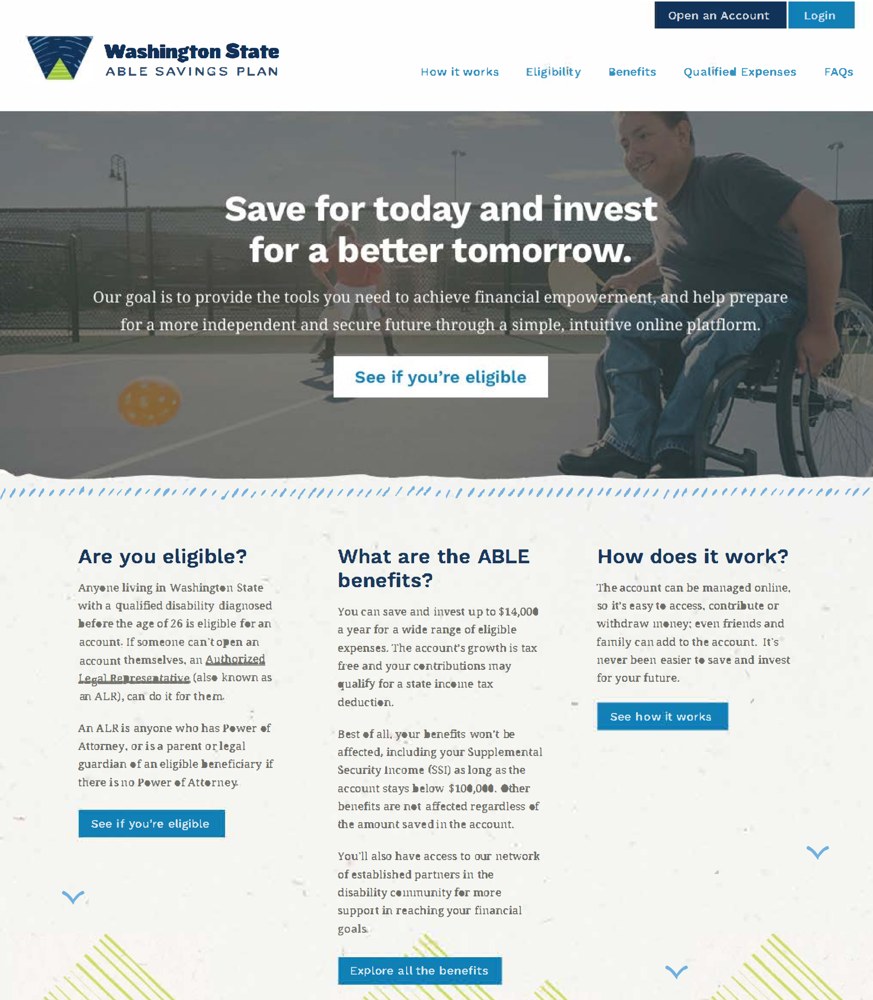 Open an Account
Login
Washington State
ABLE SAVINGS PLAN
How it works
Eligibility
Benefits
Qualified Expenses
FAQs
Save for today and invest
for a better tomorrow.
Our goal is to provide the tools you need to achieve financial empowerment, and help prepare
for a more independent and secure future through a simple, intuitive online platflorm.
See if you're eligible
Are you eligible?
Anyone living in Washington State
with a qualified disability diagnosed
before the age of 26 is eligible for an
account. If someone can't open an
account themselves, an Authorized
Legal Representative (also known as
an ALR), can do it for them.
An ALR is anyone who has Power of
Attorney, or is a parent or legal
guardian of an eligible beneficiary if
there is no Power of Attorney.
See if you're eligible
What are the ABLE
benefits?
You can save and invest up to $14,000
a year for a wide range of eligible
expenses. The account's growth is tax
free and your contributions may
qualify for a state income tax
deduction.
Best of all, your benefits won't be
affected, including your Supplemental
Security Income (SSI) as long as the
account stays below $100,000. Other
benefits are not affected regardless of
the amount saved in the account.
You'll also have access to our network
of established partners in the
disability community for more
support in reaching your financial
goals.
Explore all the benefits
How does it work?
The account can be managed online,
so it's easy to access, contribute or
withdraw money; even friends and
family can add to the account. It's
never been easier to save and invest
for your future.
See how it works